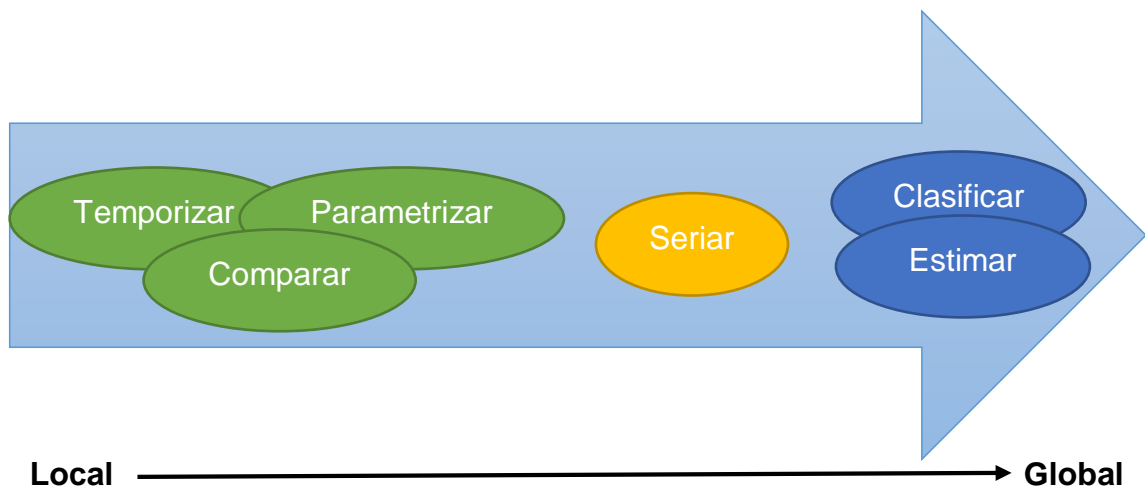 Temporizar
Parametrizar
Comparar
Seriar
Clasificar
Estimar
Local
Global